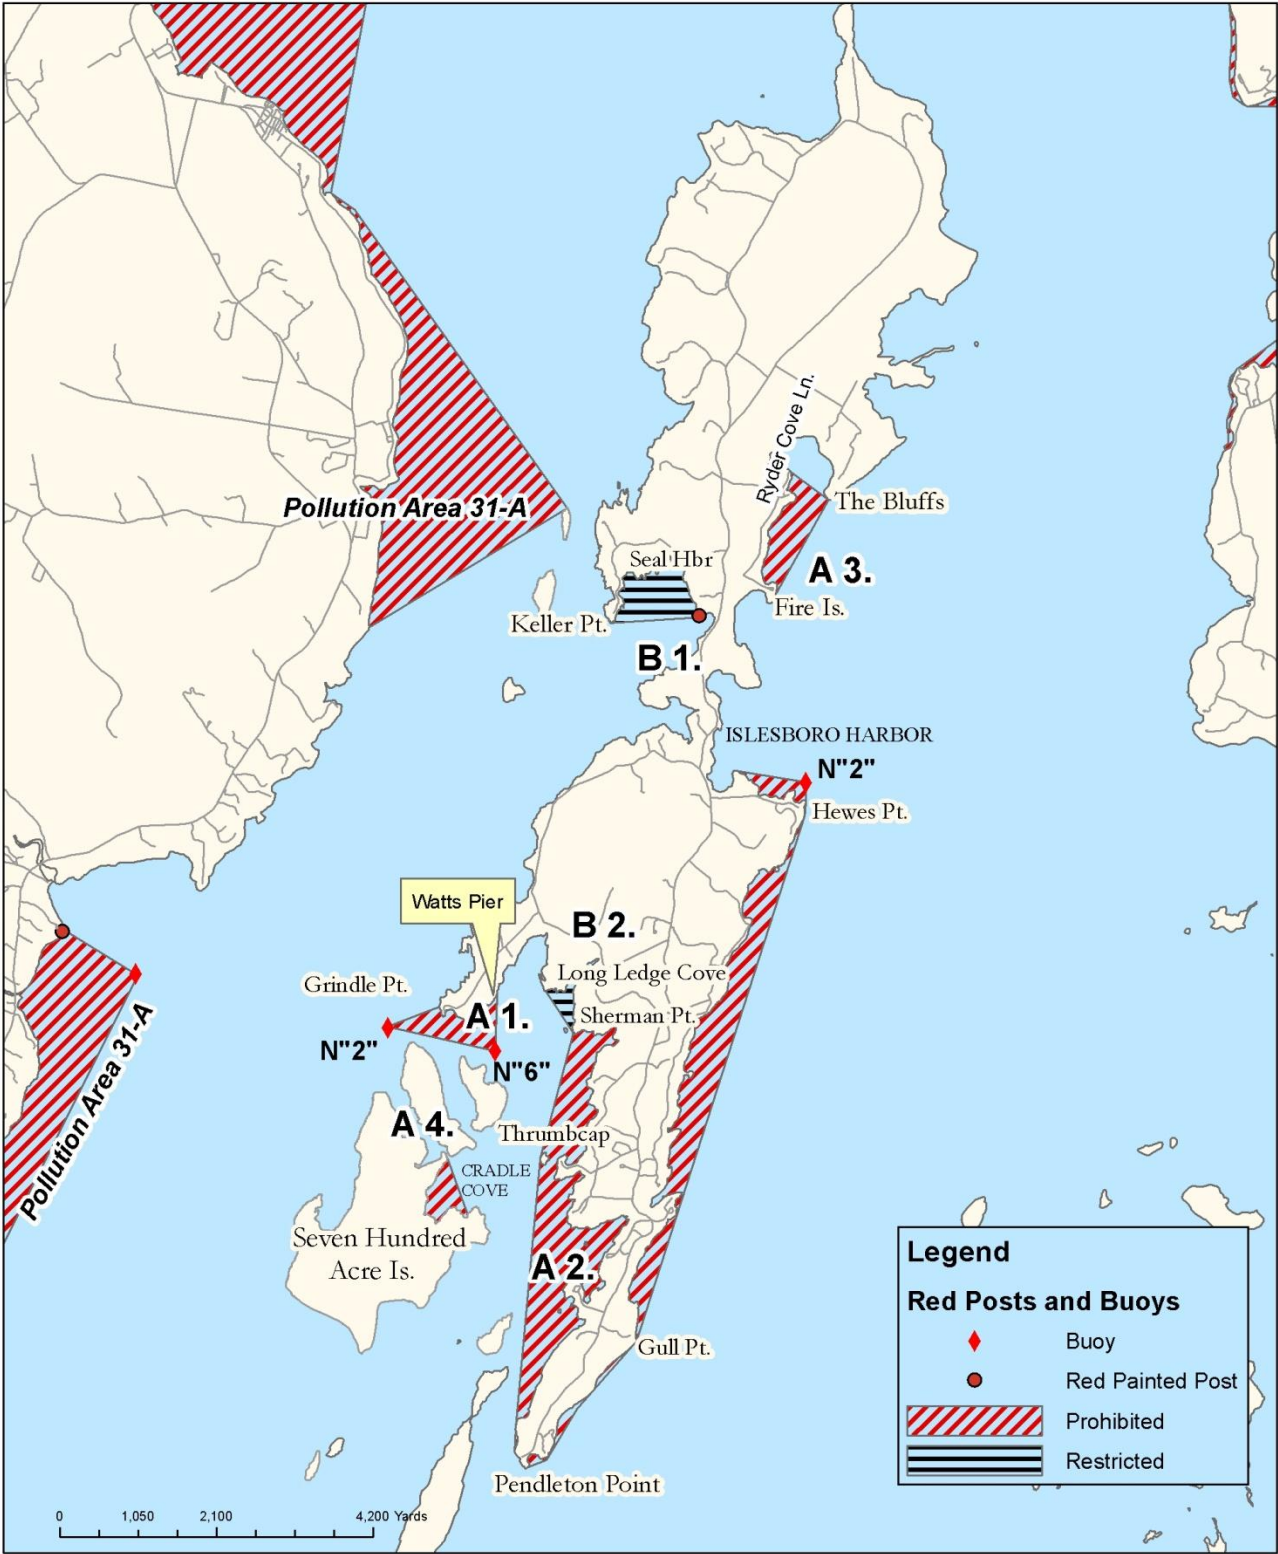 Ryder Cove Ln.
The Bluffs
Pollution Area 31-A
Seal Hbr
A 3.
Fire Is.
Keller Pt.
B 1.
ISLESBORO HARBOR
N"2"
Hewes Pt.
Watts Pier
B 2.
Long Ledge Cove
Grindle Pt.
A 1.
Sherman Pt.
N"2"
N"6"
Pollution Area 31-A
A 4.
Thrumbcap
CRADLE
COVE
Seven Hundred
Acre Is.
A 2.
Gull Pt.
Pendleton Point
Legend
Red Posts and Buoys
Buoy
Red Painted Post
Prohibited
Restricted
0 1,050 2,100 4,200 Yards